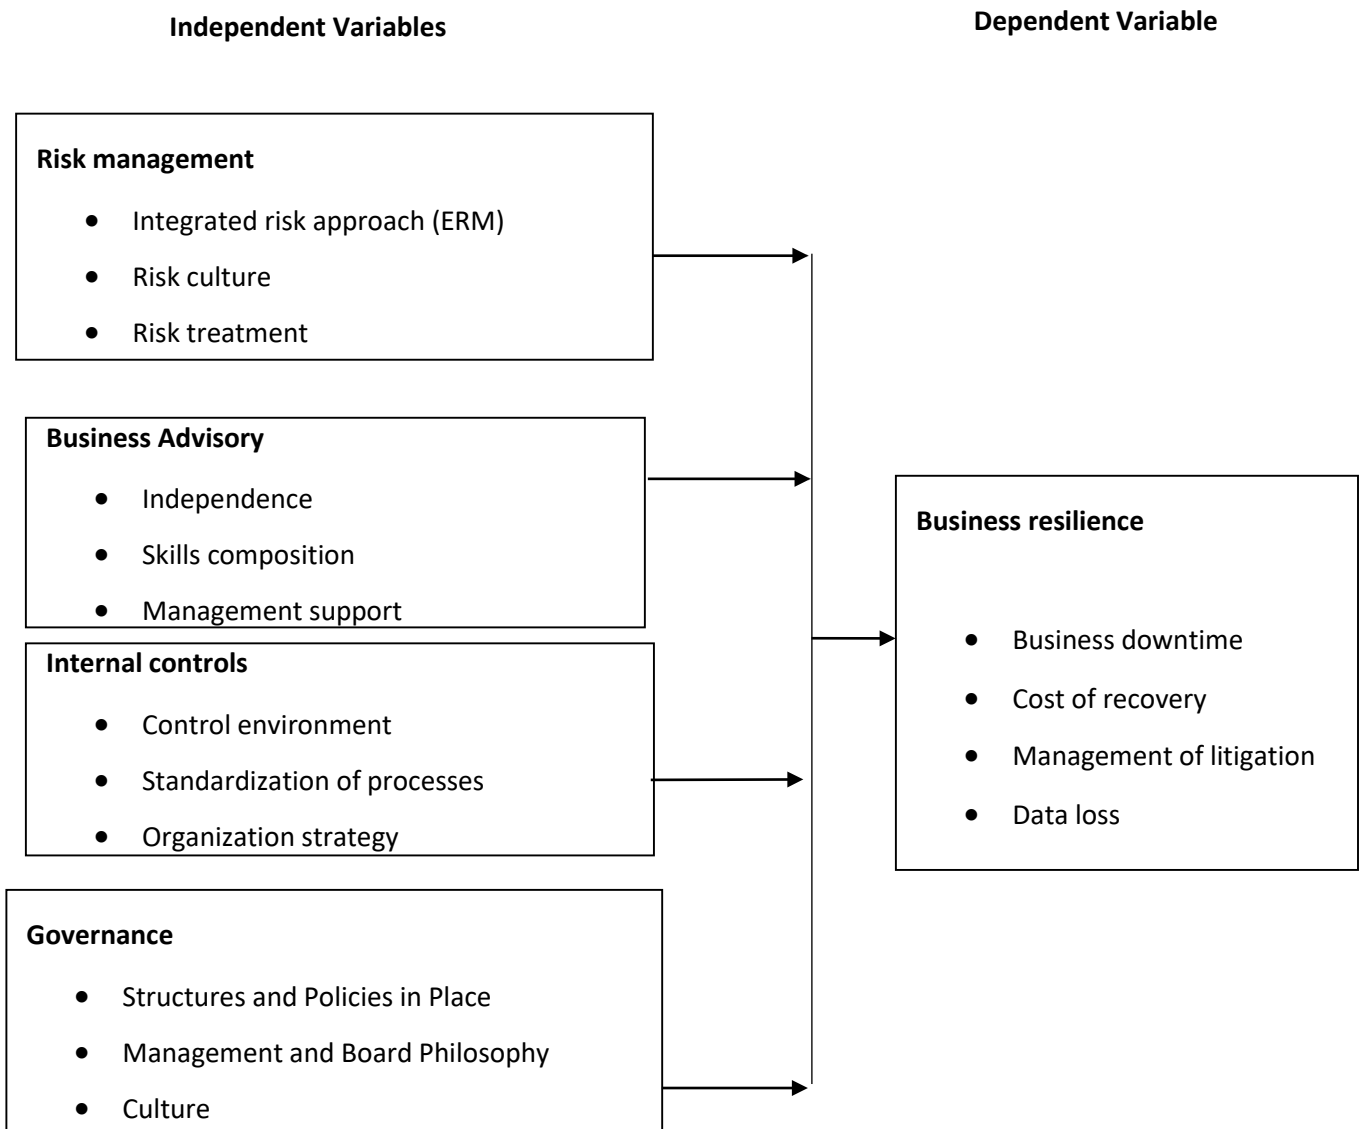 Independent Variables
Dependent Variable
Risk management
• Integrated risk approach (ERM)
• Risk culture
• Risk treatment
Business Advisory
• Independence
• Skills composition
• Management support
Internal controls
• Control environment
• Standardization of processes
• Organization strategy
Governance
• Structures and Policies in Place
• Management and Board Philosophy
• Culture
Business resilience
• Business downtime
• Cost of recovery
• Management of litigation
• Data loss